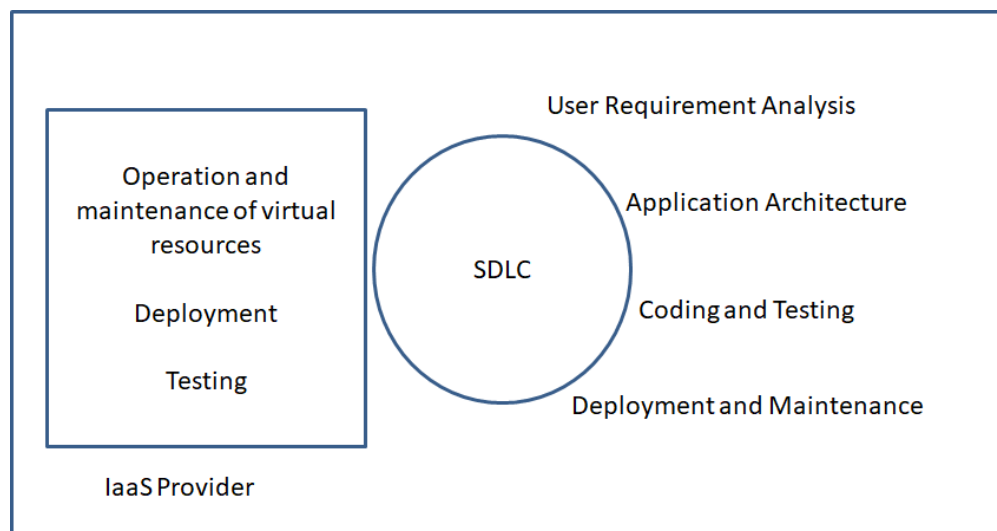 Operation and
maintenance of virtual
resources
Deployment
Testing
IaaS Provider
SDLC
User Requirement Analysis
Application Architecture
Coding and Testing
Deployment and Maintenance